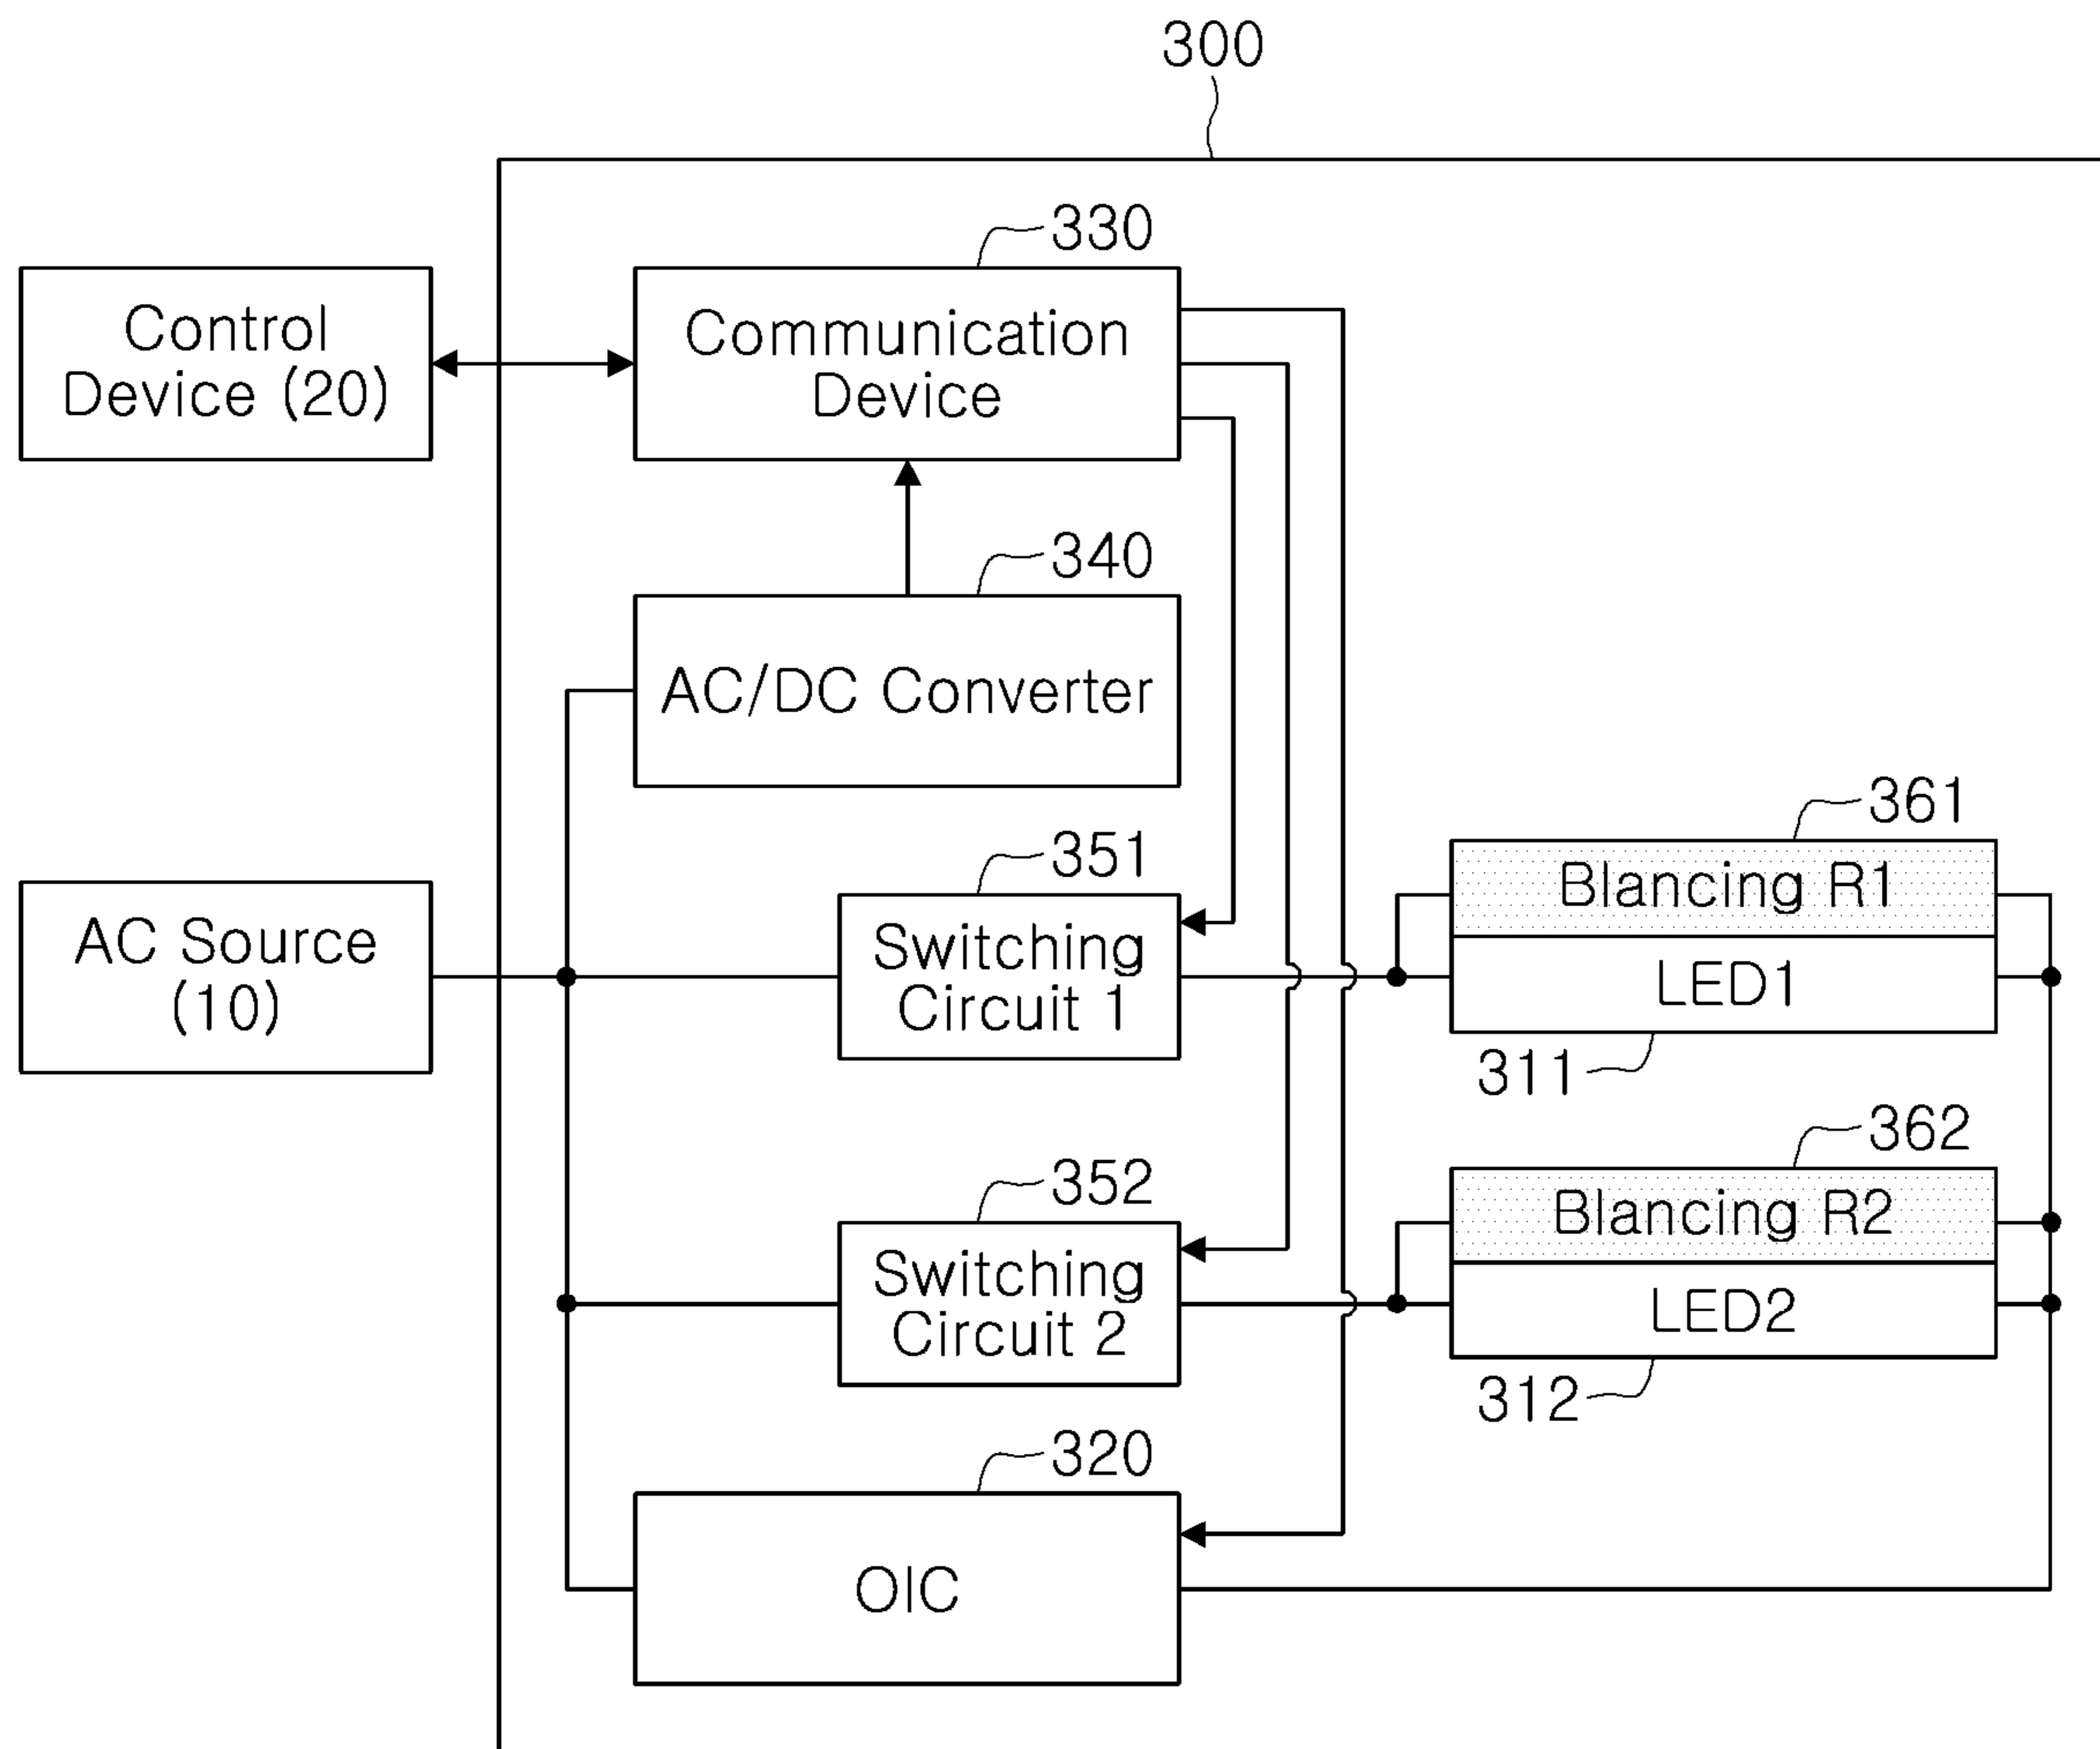 300
330
Control
Device (20)
Communication
Device
340
AC/DC Converter
361
351
Blancing R1
AC Source
(10)
Switching
Circuit 1
LED1
311
362
352
Blancing R2
Switching
Circuit 2
LED2
312
320
OIC